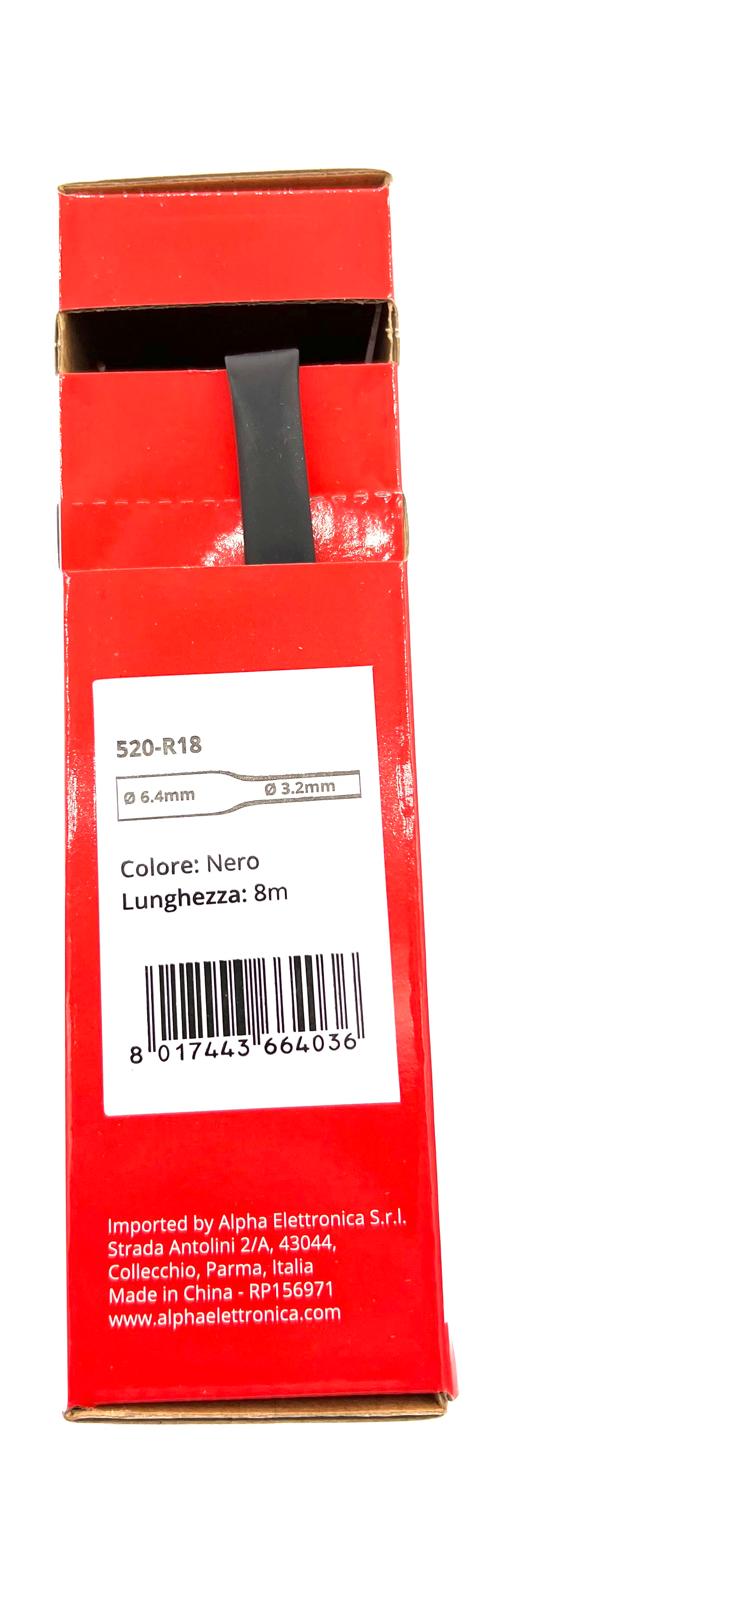 520-R18
Ø 6.4mm Ø 3.2mm
Colore: Nero
Lunghezza: 8m
8 017443 664036
Imported by Alpha Elettronica S.r.l.
Strada Antolini 2/A, 43044,
Collecchio, Parma, Italia
Made in China - RP156971
www.alphaelettronica.com